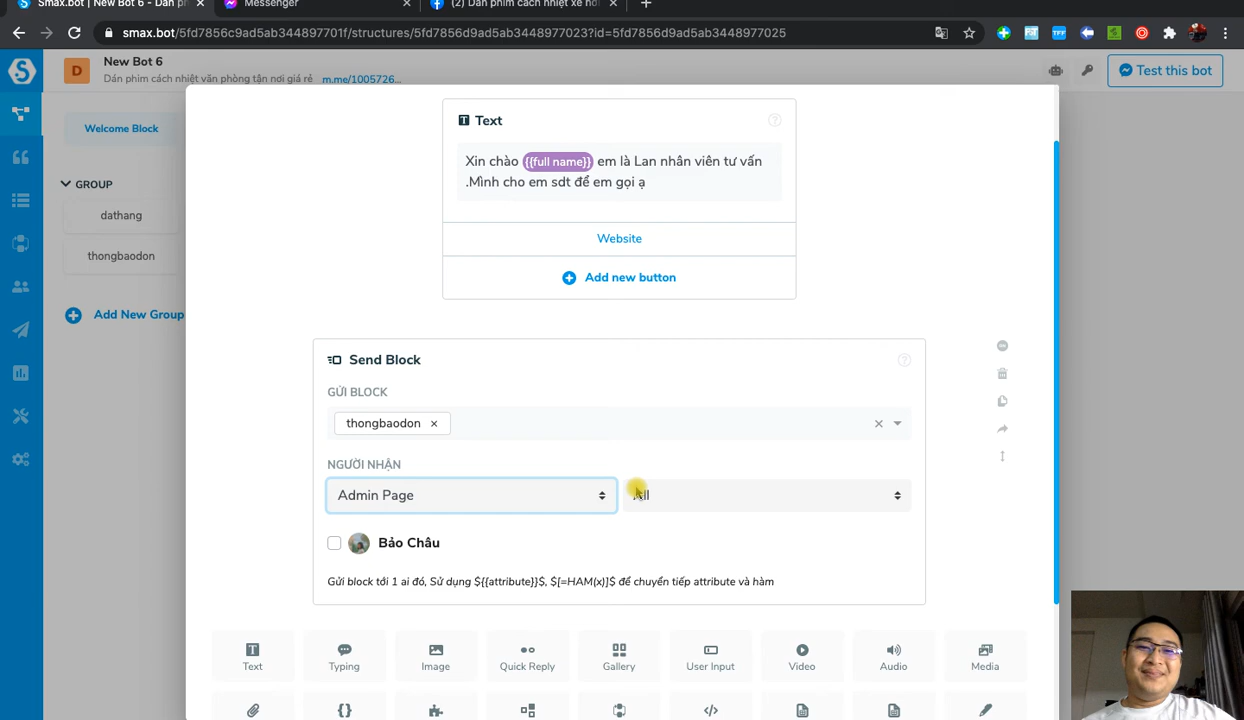 Smax.bot | New Bot 6 - Dán ph
Messenger
(2) Dán phim cách nhiệt xe hơ
smax.bot/5fd7856c9ad5ab344897701f/structures/5fd7856d9ad5ab3448977023?id=5fd7856d9ad5ab3448977025
TFF
D
New Bot 6
Dán phim cách nhiệt văn phòng tận nơi giá rẻ m.me/1005726...
Test this bot
Welcome Block
GROUP
dathang
thongbaodon
Add New Group
Text
Xin chào {{full name}} em là Lan nhân viên tư vấn
.Mình cho em sdt để em gọi ạ
Website
Add new button
Send Block
GỬI BLOCK
thongbaodon ×
NGƯỜI NHẬN
Admin Page
All
Bảo Châu
Gửi block tới 1 ai đó, Sử dụng ${{attribute}}$, $[=HAM(x)]$ để chuyển tiếp attribute và hàm
Text Typing Image Quick Reply Gallery User Input Video Audio Media